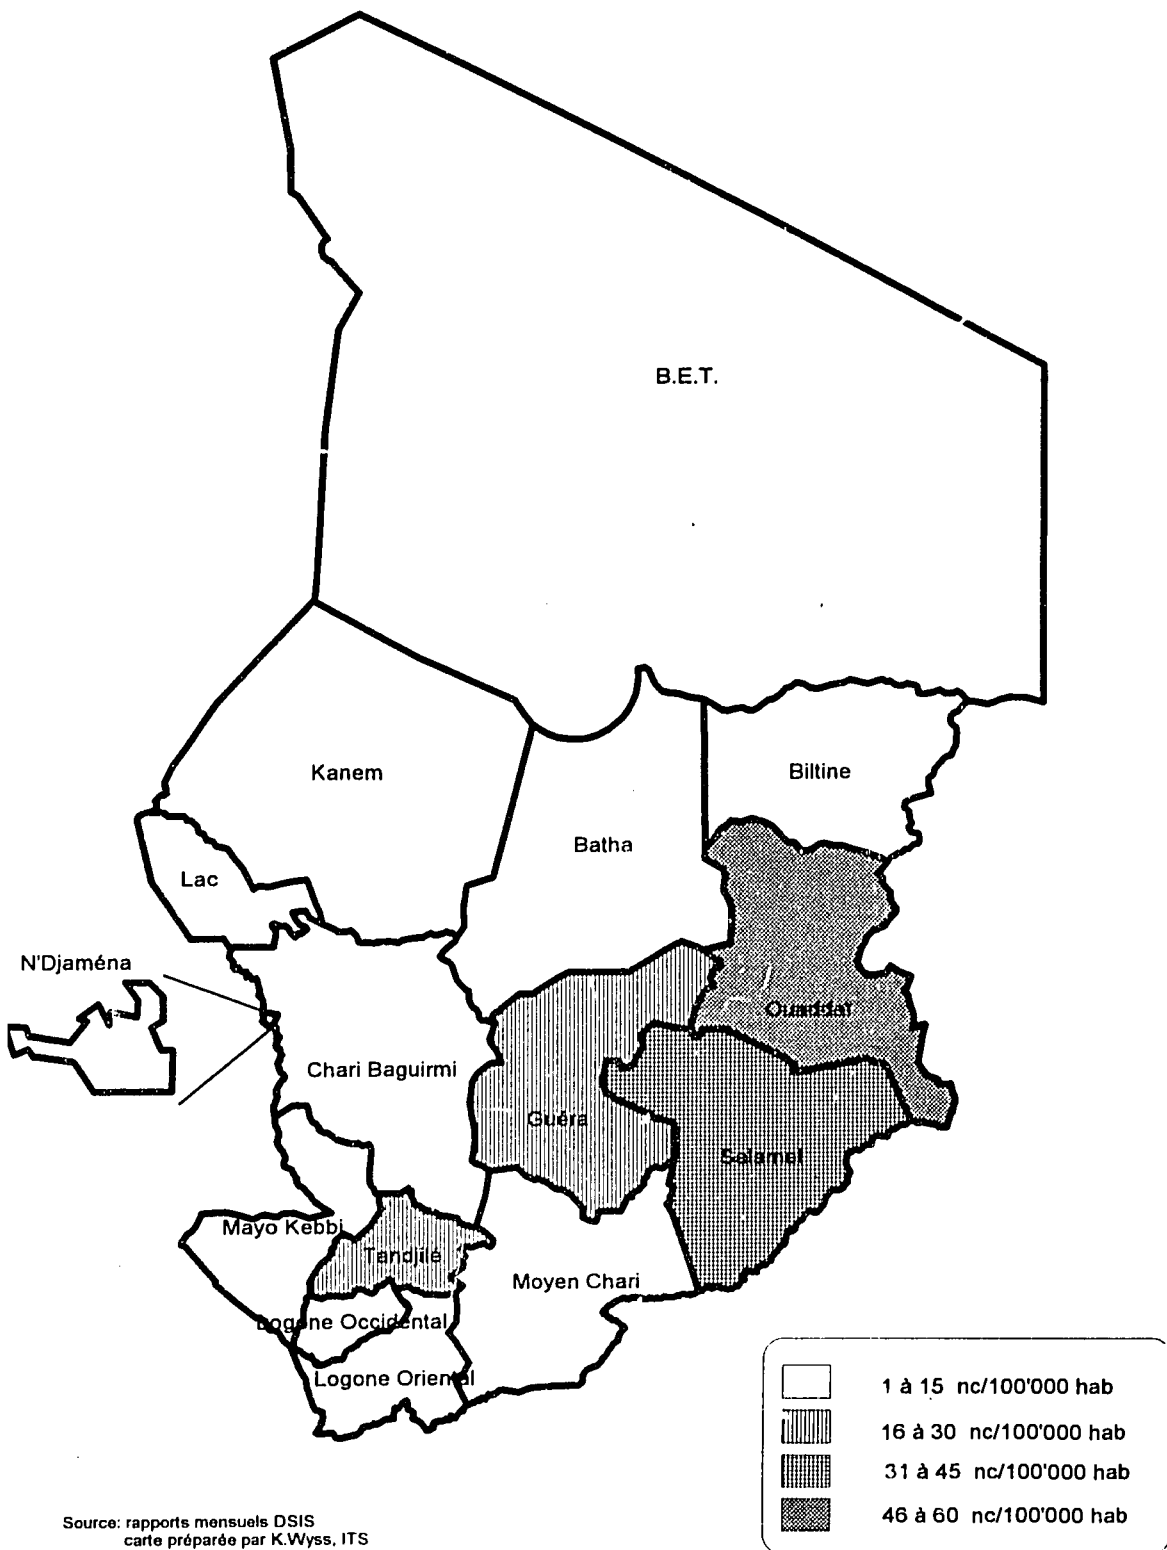 B.E.T.
Kanem
Biltine
Batha
Lac
N'Djaména
Ouaddaï
Chari Baguirmi
Guéra
Salamat
Mayo Kebbi
Tandjilé
Moyen Chari
Logone Occidental
Logone Oriental
1 à 15 nc/100'000 hab
16 à 30 nc/100'000 hab
31 à 45 nc/100'000 hab
46 à 60 nc/100'000 hab
Source: rapports mensuels DSIS
carte préparée par K.Wyss, ITS